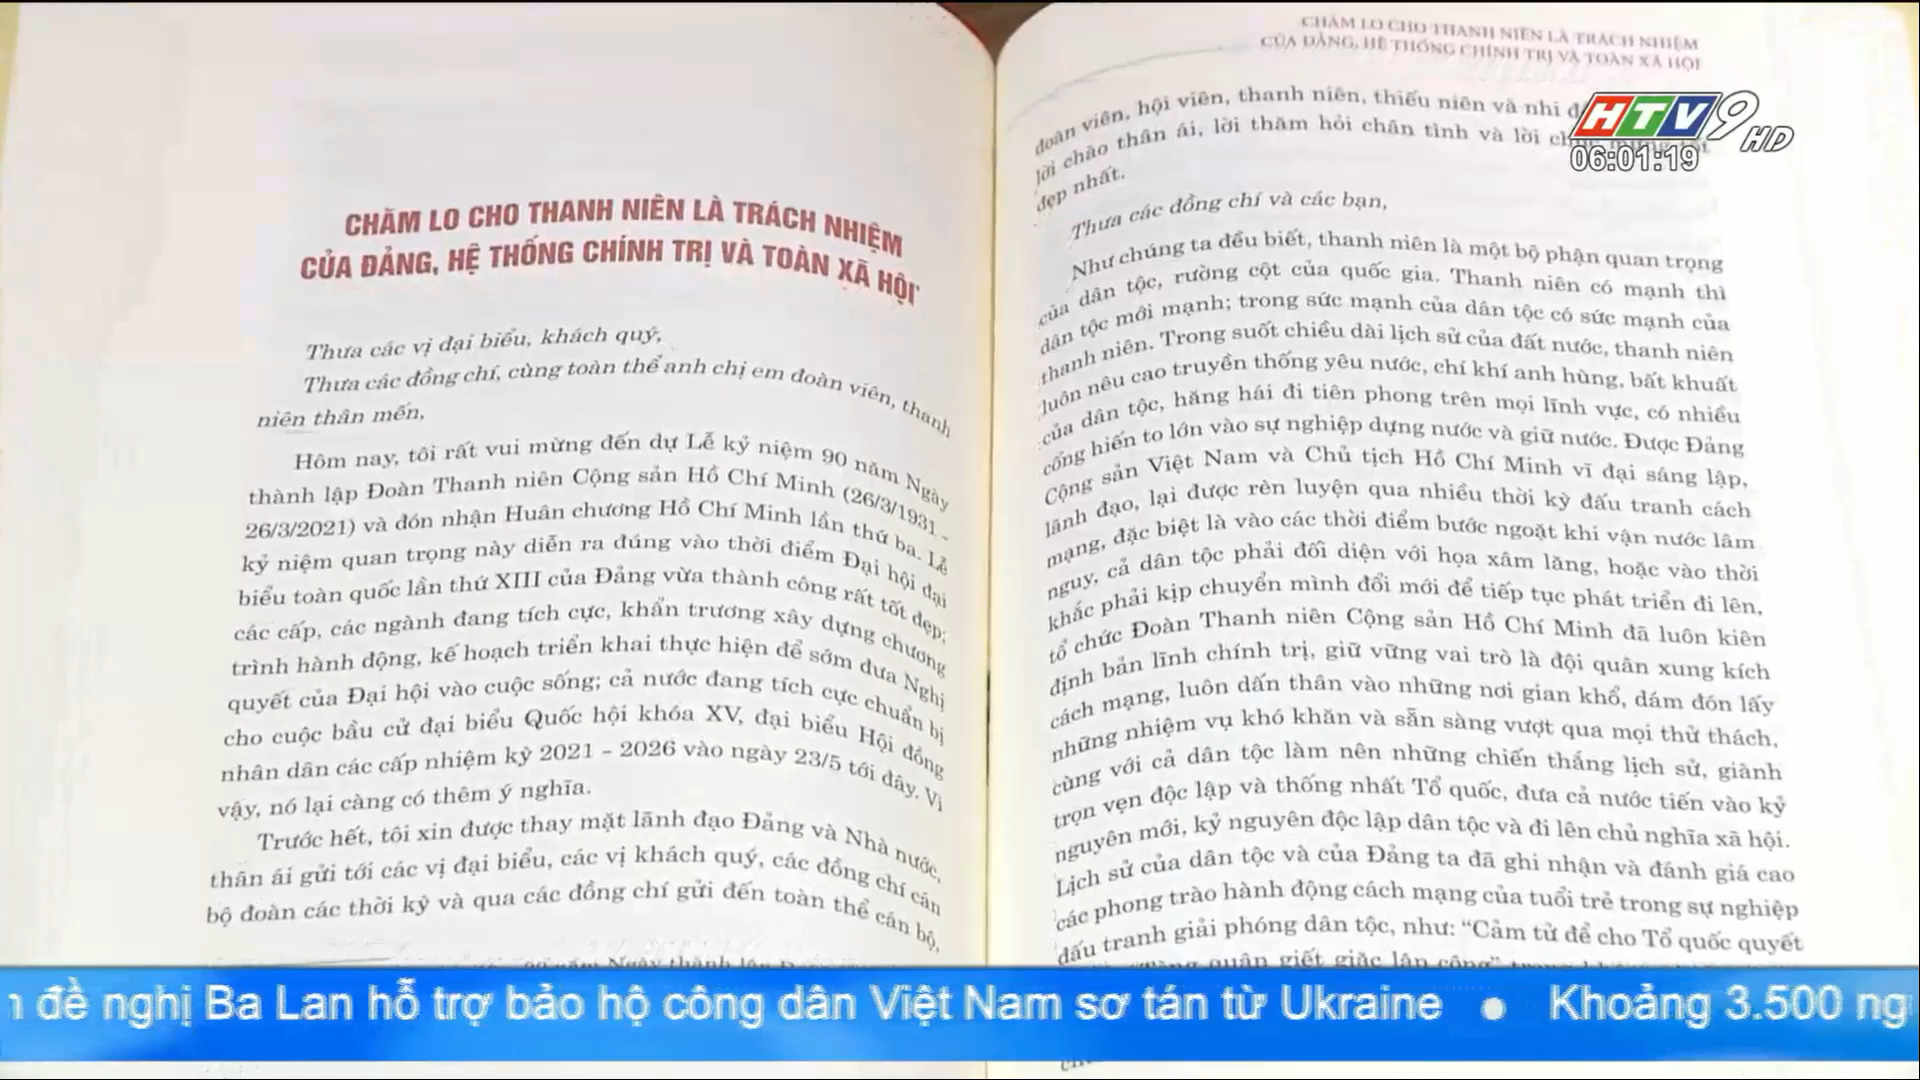 CHĂM LO CHO THANH NIÊN LÀ TRÁCH NHIỆM
CỦA ĐẢNG, HỆ THỐNG CHÍNH TRỊ VÀ TOÀN XÃ HỘI*
Thưa các vị đại biểu, khách quý,
Thưa các đồng chí, cùng toàn thể anh chị em đoàn viên, thanh
niên thân mến,
Hôm nay, tôi rất vui mừng đến dự Lễ kỷ niệm 90 năm Ngày
thành lập Đoàn Thanh niên Cộng sản Hồ Chí Minh (26/3/1931 -
26/3/2021) và đón nhận Huân chương Hồ Chí Minh lần thứ ba. Lễ
kỷ niệm quan trọng này diễn ra đúng vào thời điểm Đại hội đại
biểu toàn quốc lần thứ XIII của Đảng vừa thành công rất tốt đẹp;
các cấp, các ngành đang tích cực, khẩn trương xây dựng chương
trình hành động, kế hoạch triển khai thực hiện để sớm đưa Nghị
quyết của Đại hội vào cuộc sống; cả nước đang tích cực chuẩn bị
cho cuộc bầu cử đại biểu Quốc hội khóa XV, đại biểu Hội đồng
nhân dân các cấp nhiệm kỳ 2021 - 2026 vào ngày 23/5 tới đây. Vì
vậy, nó lại càng có thêm ý nghĩa.
Trước hết, tôi xin được thay mặt lãnh đạo Đảng và Nhà nước,
thân ái gửi tới các vị đại biểu, các vị khách quý, các đồng chí cán
bộ đoàn các thời kỳ và qua các đồng chí gửi đến toàn thể cán bộ,
90 năm Ngày thành lập
CHĂM LO CHO THANH NIÊN LÀ TRÁCH NHIỆM
CỦA ĐẢNG, HỆ THỐNG CHÍNH TRỊ VÀ TOÀN XÃ HỘI
đoàn viên, hội viên, thanh niên, thiếu niên và nhi
lời chào thân ái, lời thăm hỏi chân tình và lời
đẹp nhất.
Thưa các đồng chí và các bạn,
Như chúng ta đều biết, thanh niên là một bộ phận quan trọng
của dân tộc, rường cột của quốc gia. Thanh niên có mạnh thì
dân tộc mới mạnh; trong sức mạnh của dân tộc có sức mạnh của
thanh niên. Trong suốt chiều dài lịch sử của đất nước, thanh niên
luôn nêu cao truyền thống yêu nước, chí khí anh hùng, bất khuất
của dân tộc, hăng hái đi tiên phong trên mọi lĩnh vực, có nhiều
cống hiến to lớn vào sự nghiệp dựng nước và giữ nước. Được Đảng
Cộng sản Việt Nam và Chủ tịch Hồ Chí Minh vĩ đại sáng lập,
lãnh đạo, lại được rèn luyện qua nhiều thời kỳ đấu tranh cách
mạng, đặc biệt là vào các thời điểm bước ngoặt khi vận nước lâm
nguy, cả dân tộc phải đối diện với họa xâm lăng, hoặc vào thời
khắc phải kịp chuyển mình đổi mới để tiếp tục phát triển đi lên,
tổ chức Đoàn Thanh niên Cộng sản Hồ Chí Minh đã luôn kiên
định bản lĩnh chính trị, giữ vững vai trò là đội quân xung kích
cách mạng, luôn dấn thân vào những nơi gian khổ, dám đón lấy
những nhiệm vụ khó khăn và sẵn sàng vượt qua mọi thử thách,
cùng với cả dân tộc làm nên những chiến thắng lịch sử, giành
trọn vẹn độc lập và thống nhất Tổ quốc, đưa cả nước tiến vào kỷ
nguyên mới, kỷ nguyên độc lập dân tộc và đi lên chủ nghĩa xã hội.
Lịch sử của dân tộc và của Đảng ta đã ghi nhận và đánh giá cao
các phong trào hành động cách mạng của tuổi trẻ trong sự nghiệp
đấu tranh giải phóng dân tộc, như: “Cảm tử để cho Tổ quốc quyết
quân giết giặc lập công”
HTV9 HD
06:01:19
đề nghị Ba Lan hỗ trợ bảo hộ công dân Việt Nam sơ tán từ Ukraine • Khoảng 3.500 ng